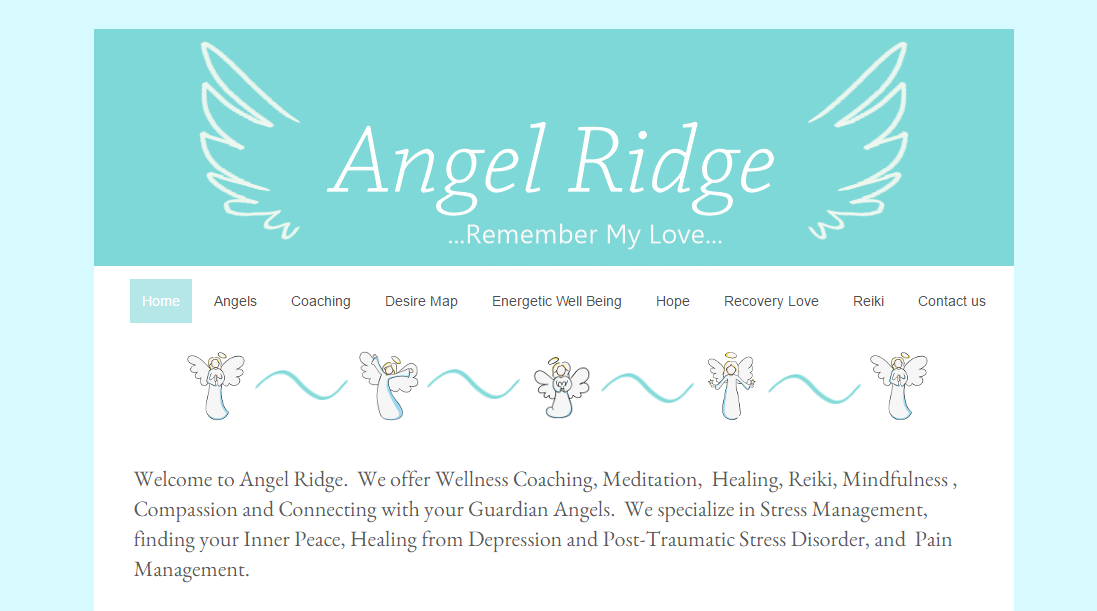 Angel Ridge
...Remember My Love...
Home Angels Coaching Desire Map Energetic Well Being Hope Recovery Love Reiki Contact us
Welcome to Angel Ridge.  We offer Wellness Coaching, Meditation,  Healing, Reiki, Mindfulness ,
Compassion and Connecting with your Guardian Angels.  We specialize in Stress Management,
finding your Inner Peace, Healing from Depression and Post-Traumatic Stress Disorder, and  Pain
Management.